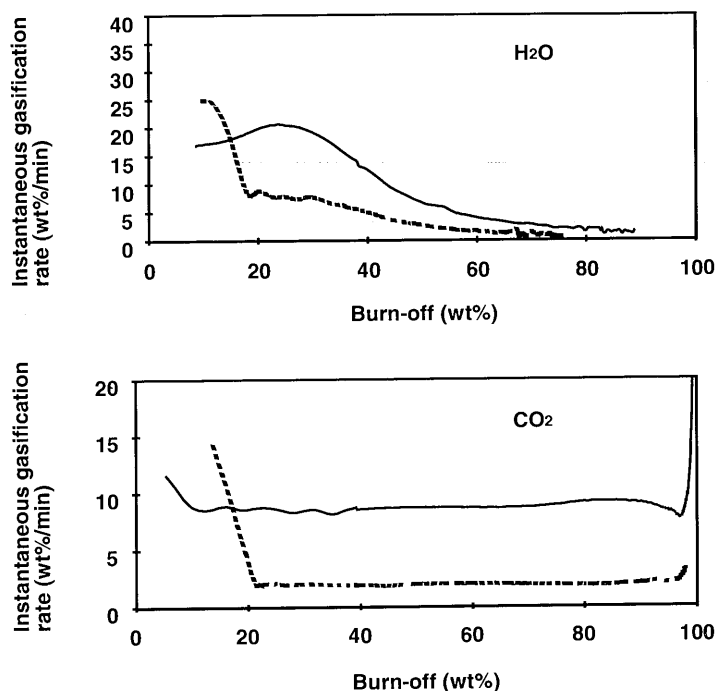 Instantaneous gasification
rate (wt%/min)
40
35
30
25
20
15
10
5
0
H2O
0 20 40 60 80 100
Burn-off (wt%)
Instantaneous gasification
rate (wt%/min)
20
15
10
5
0
CO2
0 20 40 60 80 100
Burn-off (wt%)